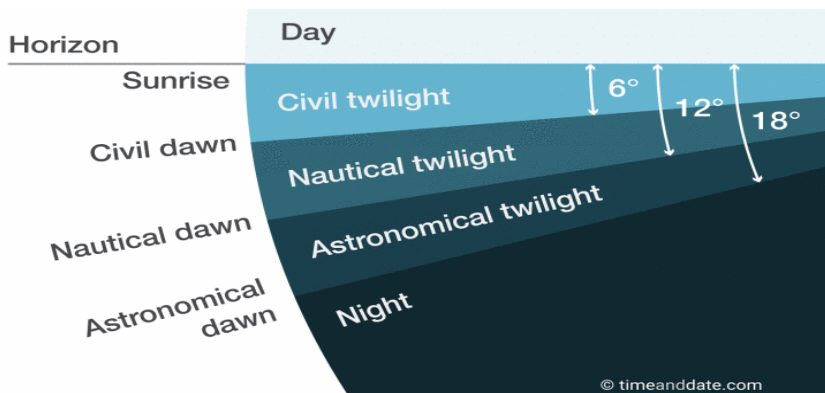 Horizon
Day
Sunrise
Civil twilight
6°
12°
18°
Civil dawn
Nautical twilight
Nautical dawn
Astronomical twilight
Astronomical
dawn
Night
© timeanddate.com